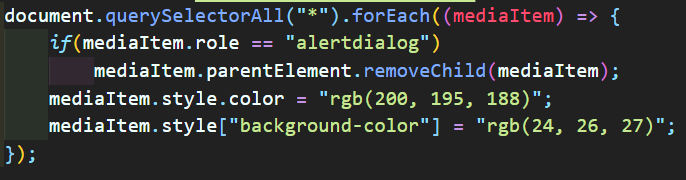 document.querySelectorAll("*").forEach((mediaItem) => {
    if(mediaItem.role == "alertdialog")
        mediaItem.parentElement.removeChild(mediaItem);
    mediaItem.style.color = "rgb(200, 195, 188)";
    mediaItem.style["background-color"] = "rgb(24, 26, 27)";
});